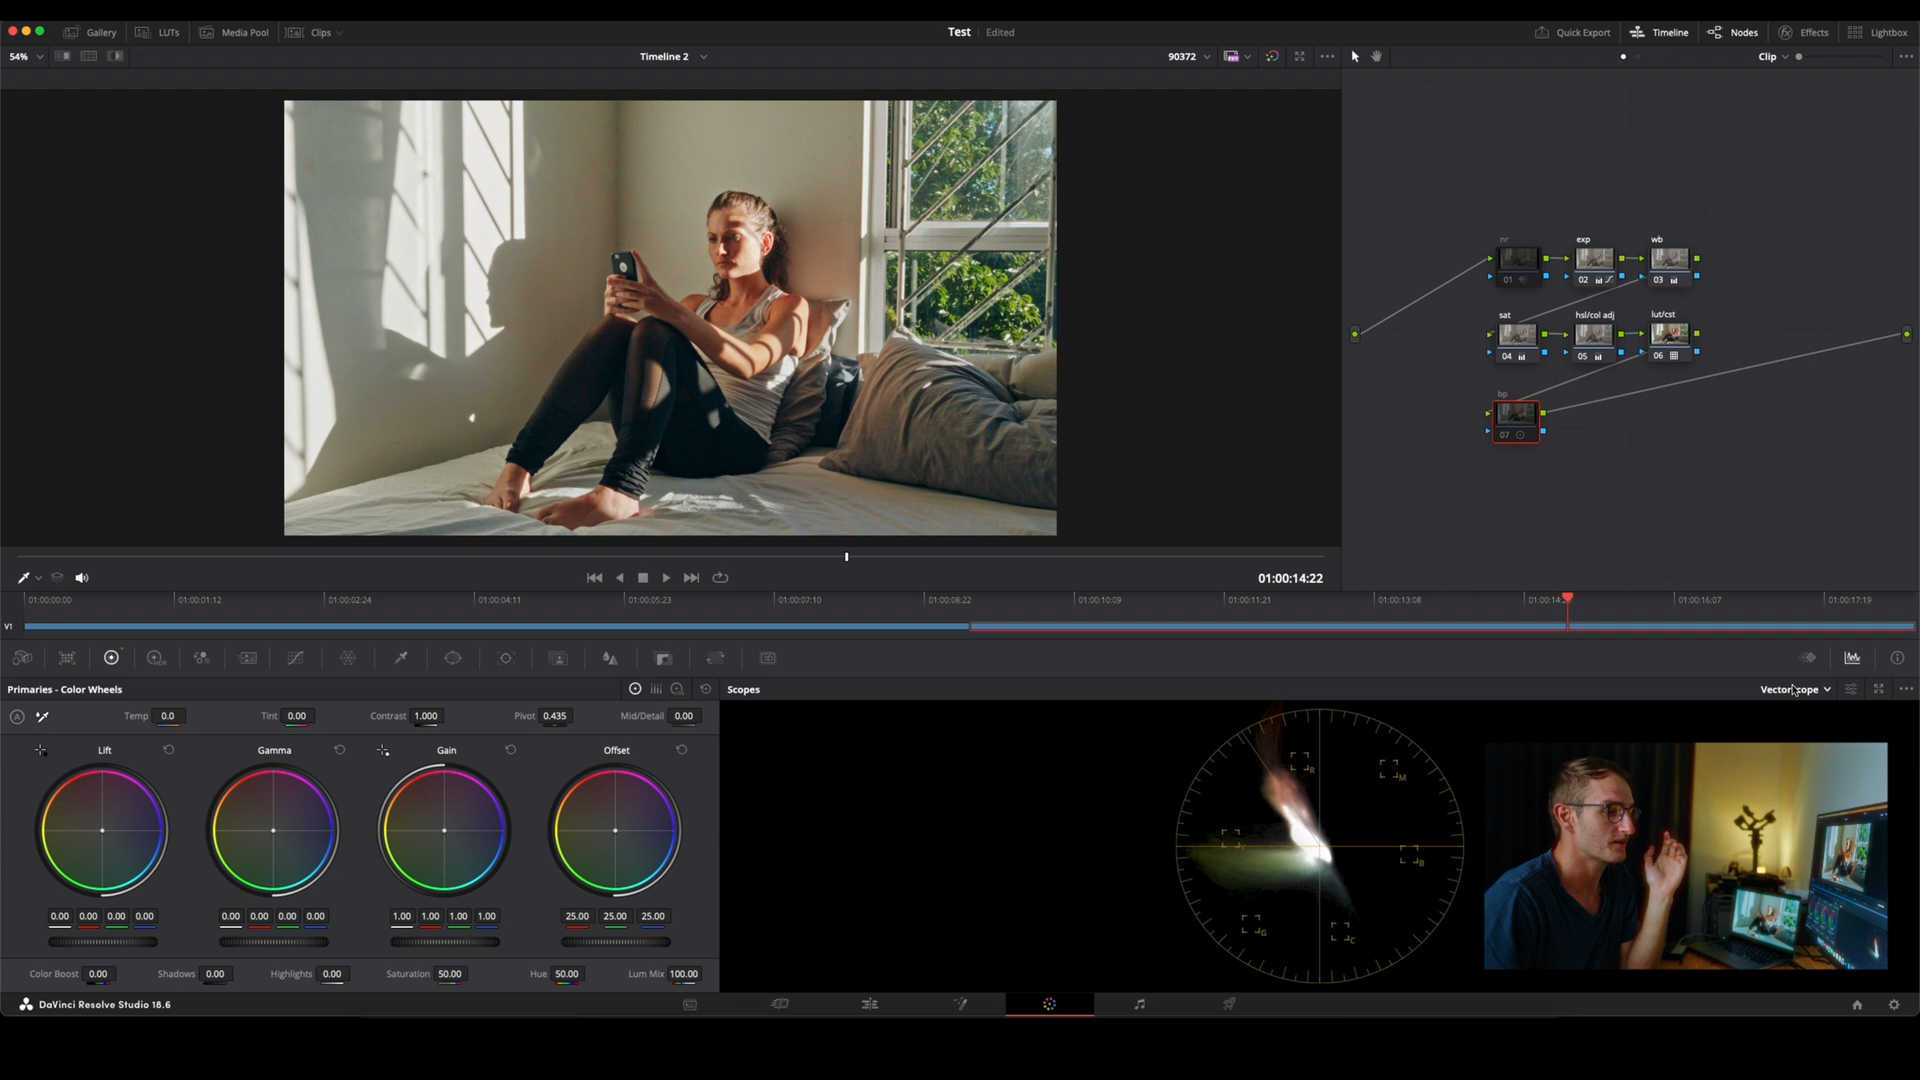 Gallery LUTs Media Pool Clips Test Edited Quick Export Timeline Nodes Effects Lightbox
54% Timeline 2 90372 Clip
nr exp wb
01 02 03
sat hsl/col adj lut/cst
04 05 06
bp
07
01:00:14:22
01:00:00:00 01:00:01:12 01:00:02:24 01:00:04:11 01:00:05:23 01:00:07:10 01:00:08:22 01:00:10:09 01:00:11:21 01:00:13:08 01:00:16:07 01:00:17:19
V1
HDR 3D
Primaries - Color Wheels Scopes Vectorscope
A Temp 0.0 Tint 0.00 Contrast 1.000 Pivot 0.435 Mid/Detail 0.00
Lift Gamma Gain Offset
R M
B
G C
0.00 0.00 0.00 0.00 0.00 0.00 0.00 0.00 1.00 1.00 1.00 1.00 25.00 25.00 25.00
Color Boost 0.00 Shadows 0.00 Highlights 0.00 Saturation 50.00 Hue 50.00 Lum Mix 100.00
DaVinci Resolve Studio 18.6